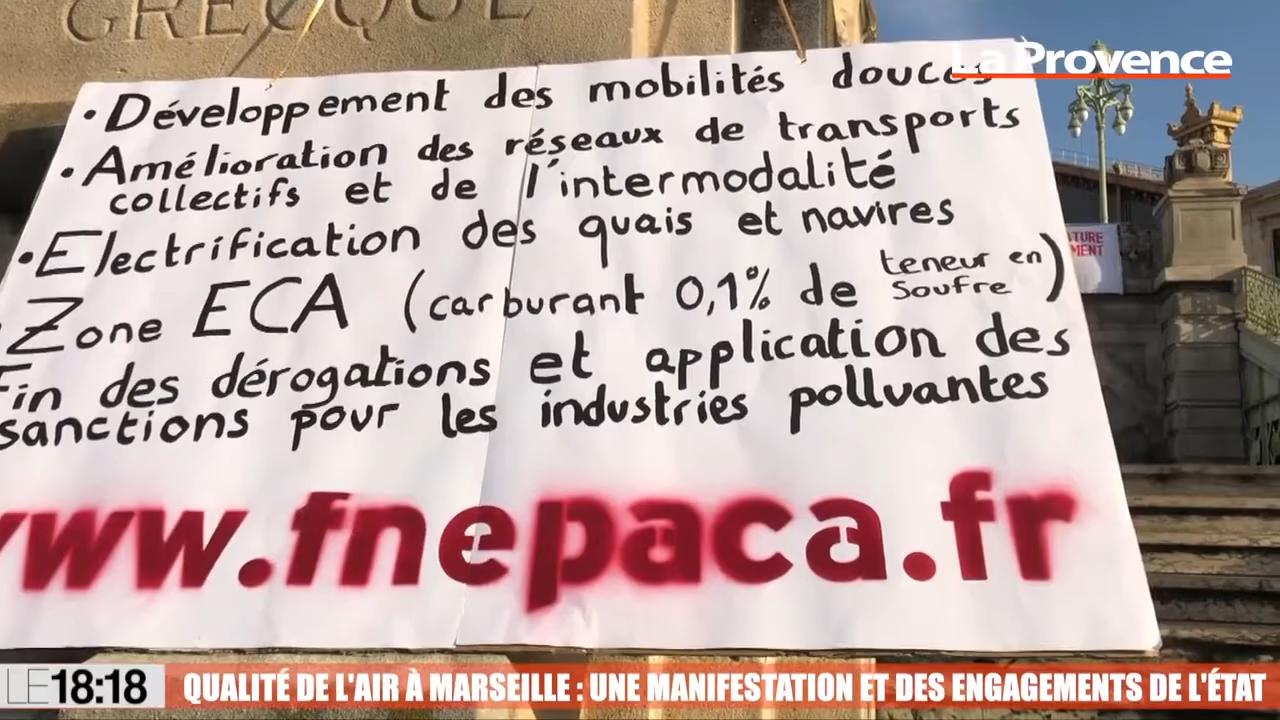 GRECQUE
La Provence
• Développement des mobilités douces
• Amélioration des réseaux de transports
collectifs et de l'intermodalité
• Electrification des quais et navires
Zone ECA (carburant 0,1% de teneur en
soufre)
Fin des dérogations et application des
sanctions pour les industries polluantes
www.fnepaca.fr
LE 18:18
QUALITÉ DE L'AIR À MARSEILLE : UNE MANIFESTATION ET DES ENGAGEMENTS DE L'ÉTAT